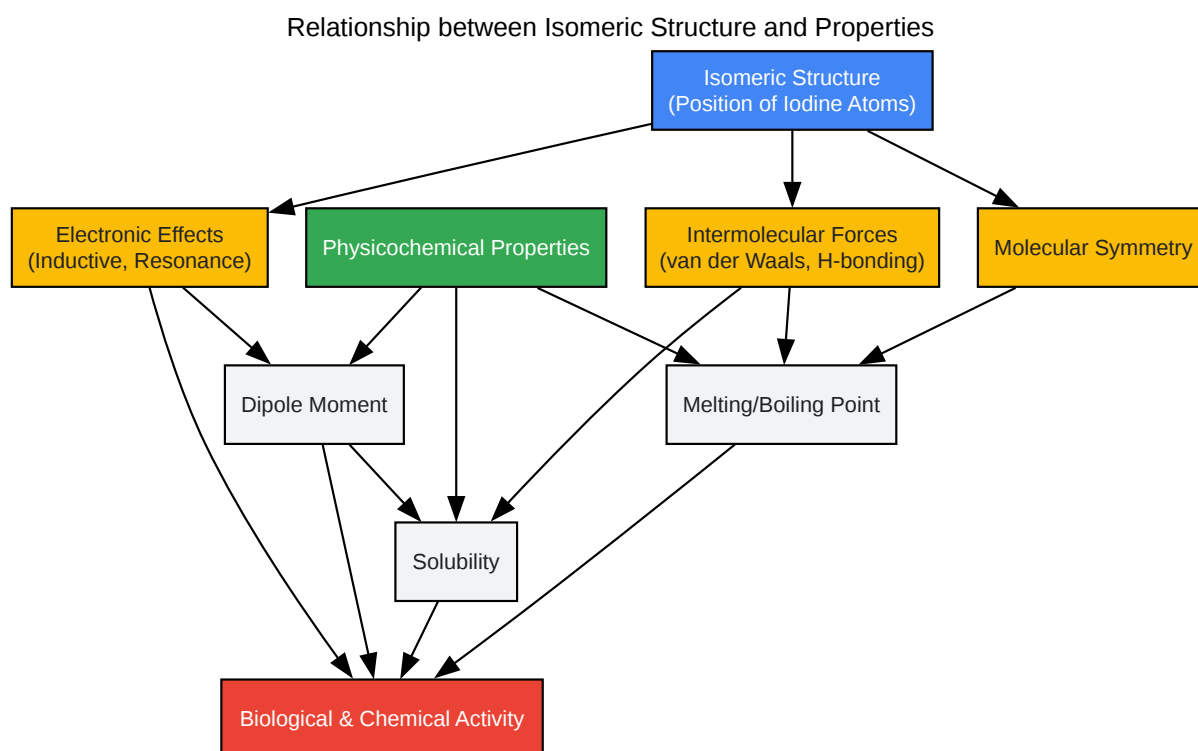 Relationship between Isomeric Structure and Properties
Isomeric Structure
(Position of Iodine Atoms)
Electronic Effects
(Inductive, Resonance)
Physicochemical Properties
Intermolecular Forces
(van der Waals, H-bonding)
Molecular Symmetry
Dipole Moment
Melting/Boiling Point
Solubility
Biological & Chemical Activity